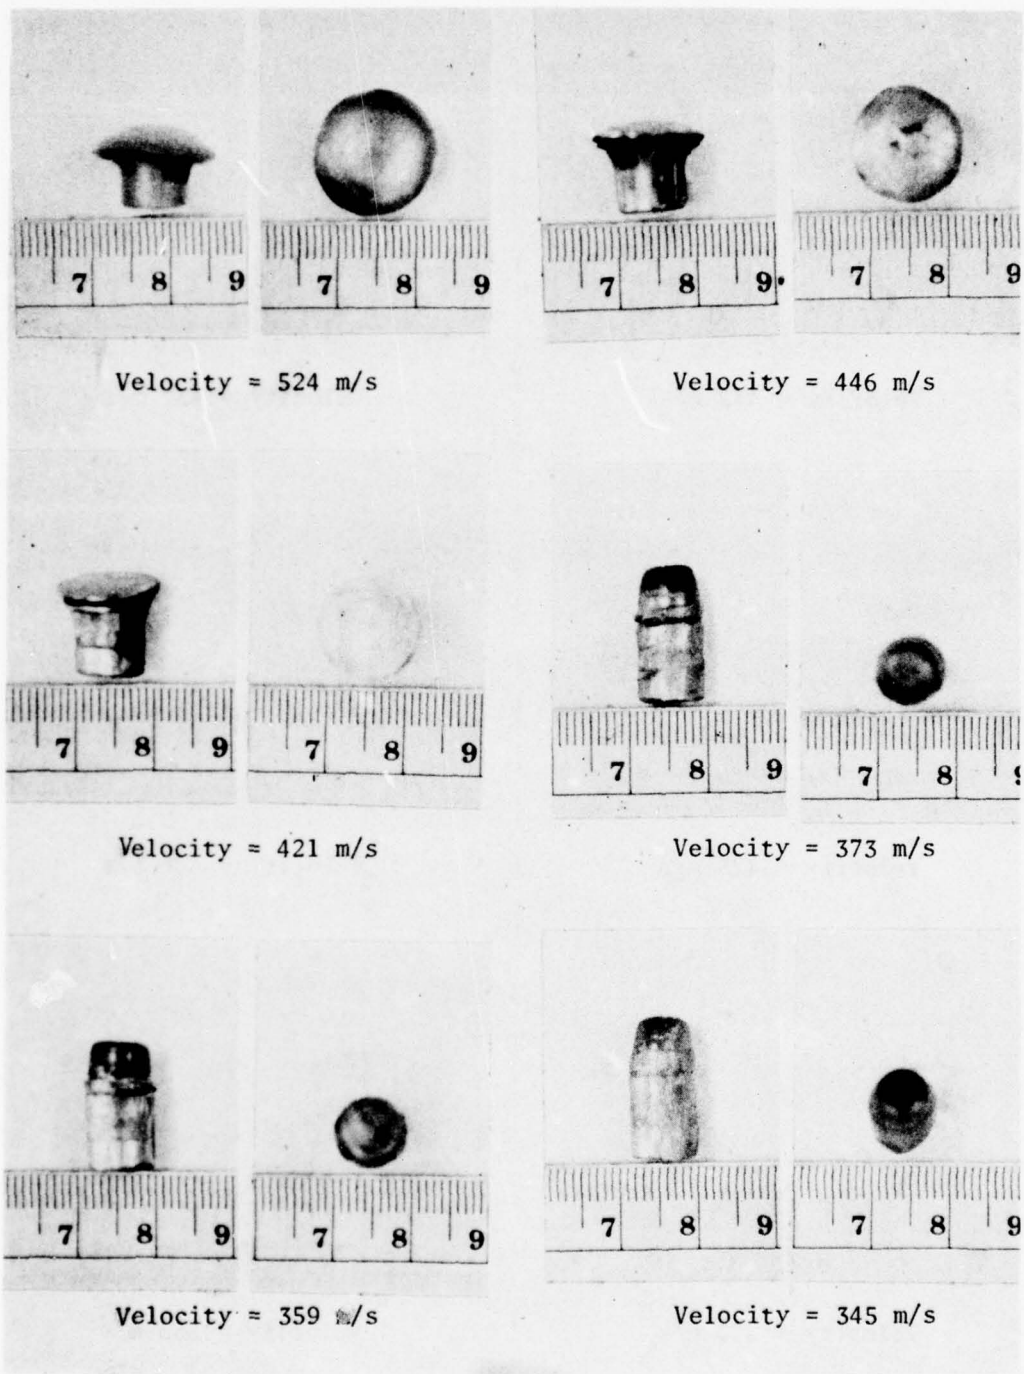 7 8 9 7 8 9 7 8 9 7 8 9
Velocity = 524 m/s Velocity = 446 m/s
7 8 9 7 8 9 7 8 9 7 8
Velocity = 421 m/s Velocity = 373 m/s
7 8 9 7 8 9 7 8 9 7 8 9
Velocity = 359 m/s Velocity = 345 m/s